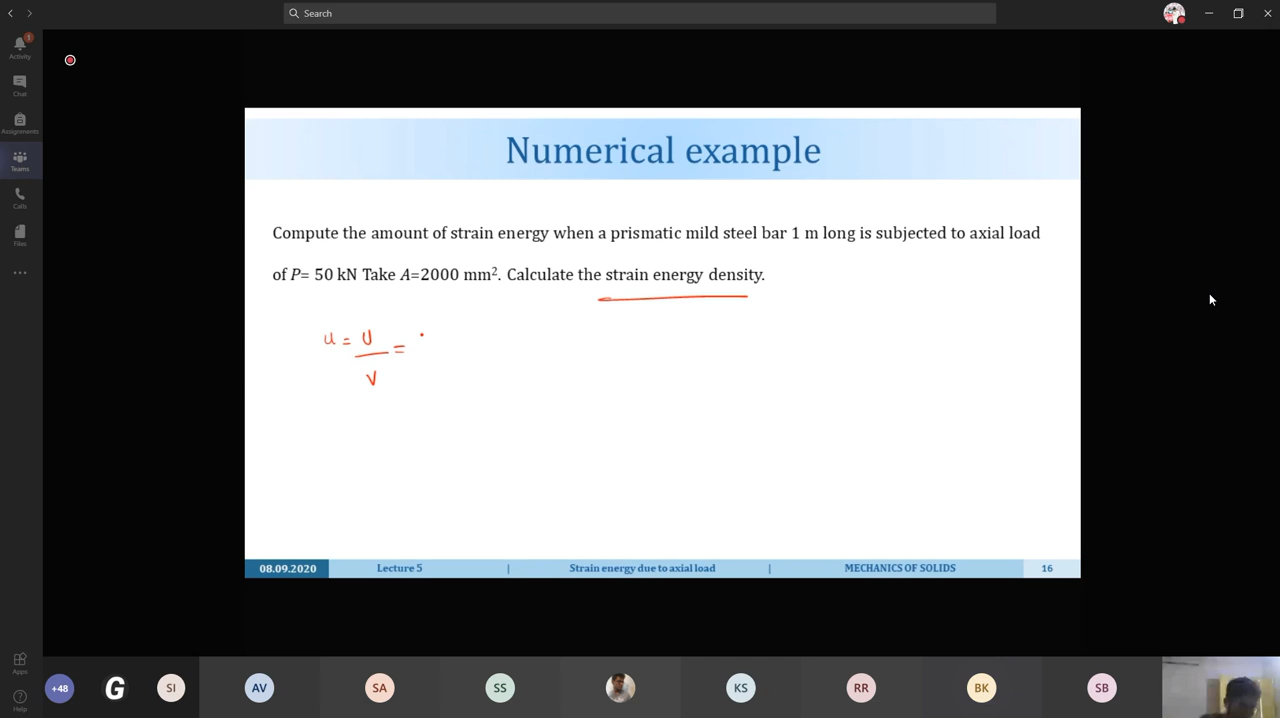 Search
1
Activity
Chat
Assignments
Teams
Calls
Files
Numerical example
Compute the amount of strain energy when a prismatic mild steel bar 1 m long is subjected to axial load
of P= 50 kN Take A=2000 mm². Calculate the strain energy density.
u = U
=
V
08.09.2020 Lecture 5 | Strain energy due to axial load | MECHANICS OF SOLIDS 16
Apps
Help
+48 G SI AV SA SS KS RR BK SB